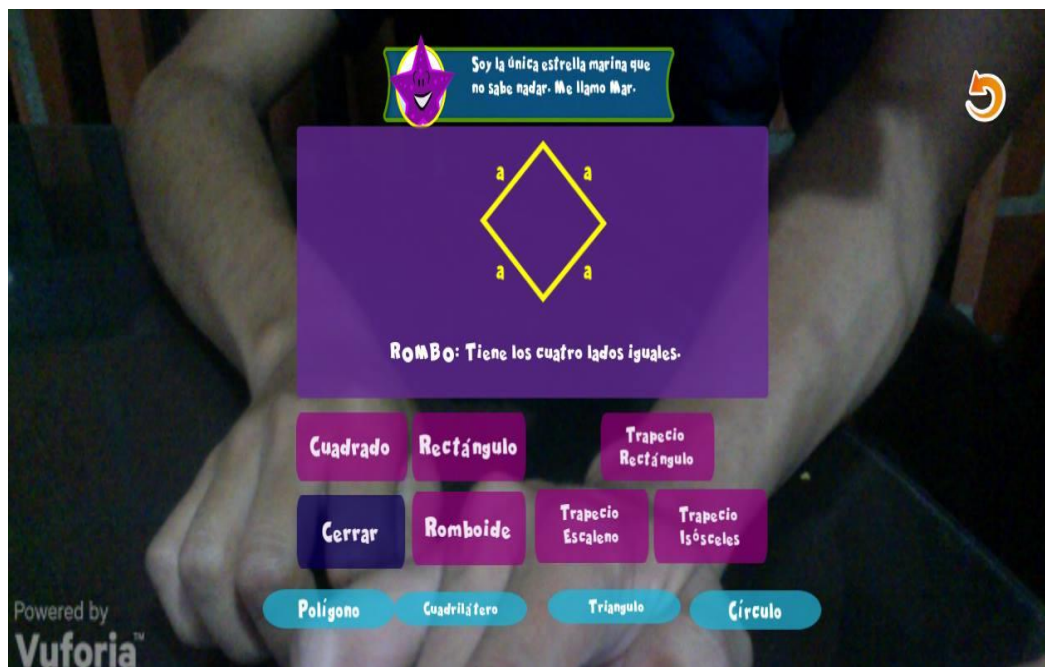 Soy la única estrella marina que
no sabe nadar. Me llamo Mar.
a a
a a
ROMBO: Tiene los cuatro lados iguales.
Cuadrado Rectángulo Trapecio
Rectángulo
Cerrar Romboide Trapecio
Escaleno Trapecio
Isósceles
Polígono Cuadrilátero Triangulo Círculo
Powered by
Vuforia™